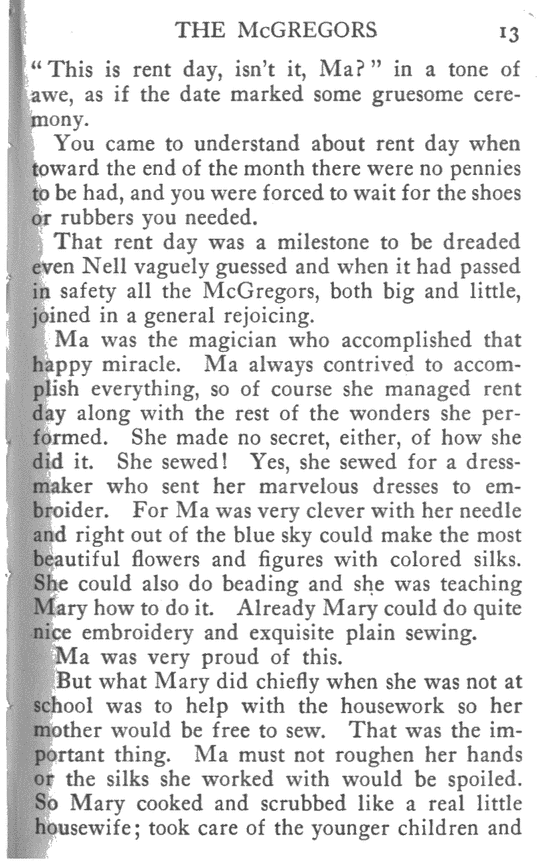 THE McGREGORS 13
“ This is rent day, isn’t it, Ma? ” in a tone of
awe, as if the date marked some gruesome cere-
mony.
You came to understand about rent day when
toward the end of the month there were no pennies
to be had, and you were forced to wait for the shoes
or rubbers you needed.
That rent day was a milestone to be dreaded
even Nell vaguely guessed and when it had passed
in safety all the McGregors, both big and little,
joined in a general rejoicing.
Ma was the magician who accomplished that
happy miracle. Ma always contrived to accom-
plish everything, so of course she managed rent
day along with the rest of the wonders she per-
formed. She made no secret, either, of how she
did it. She sewed! Yes, she sewed for a dress-
maker who sent her marvelous dresses to em-
broider. For Ma was very clever with her needle
and right out of the blue sky could make the most
beautiful flowers and figures with colored silks.
She could also do beading and she was teaching
Mary how to do it. Already Mary could do quite
nice embroidery and exquisite plain sewing.
Ma was very proud of this.
But what Mary did chiefly when she was not at
school was to help with the housework so her
mother would be free to sew. That was the im-
portant thing. Ma must not roughen her hands
or the silks she worked with would be spoiled.
So Mary cooked and scrubbed like a real little
housewife; took care of the younger children and